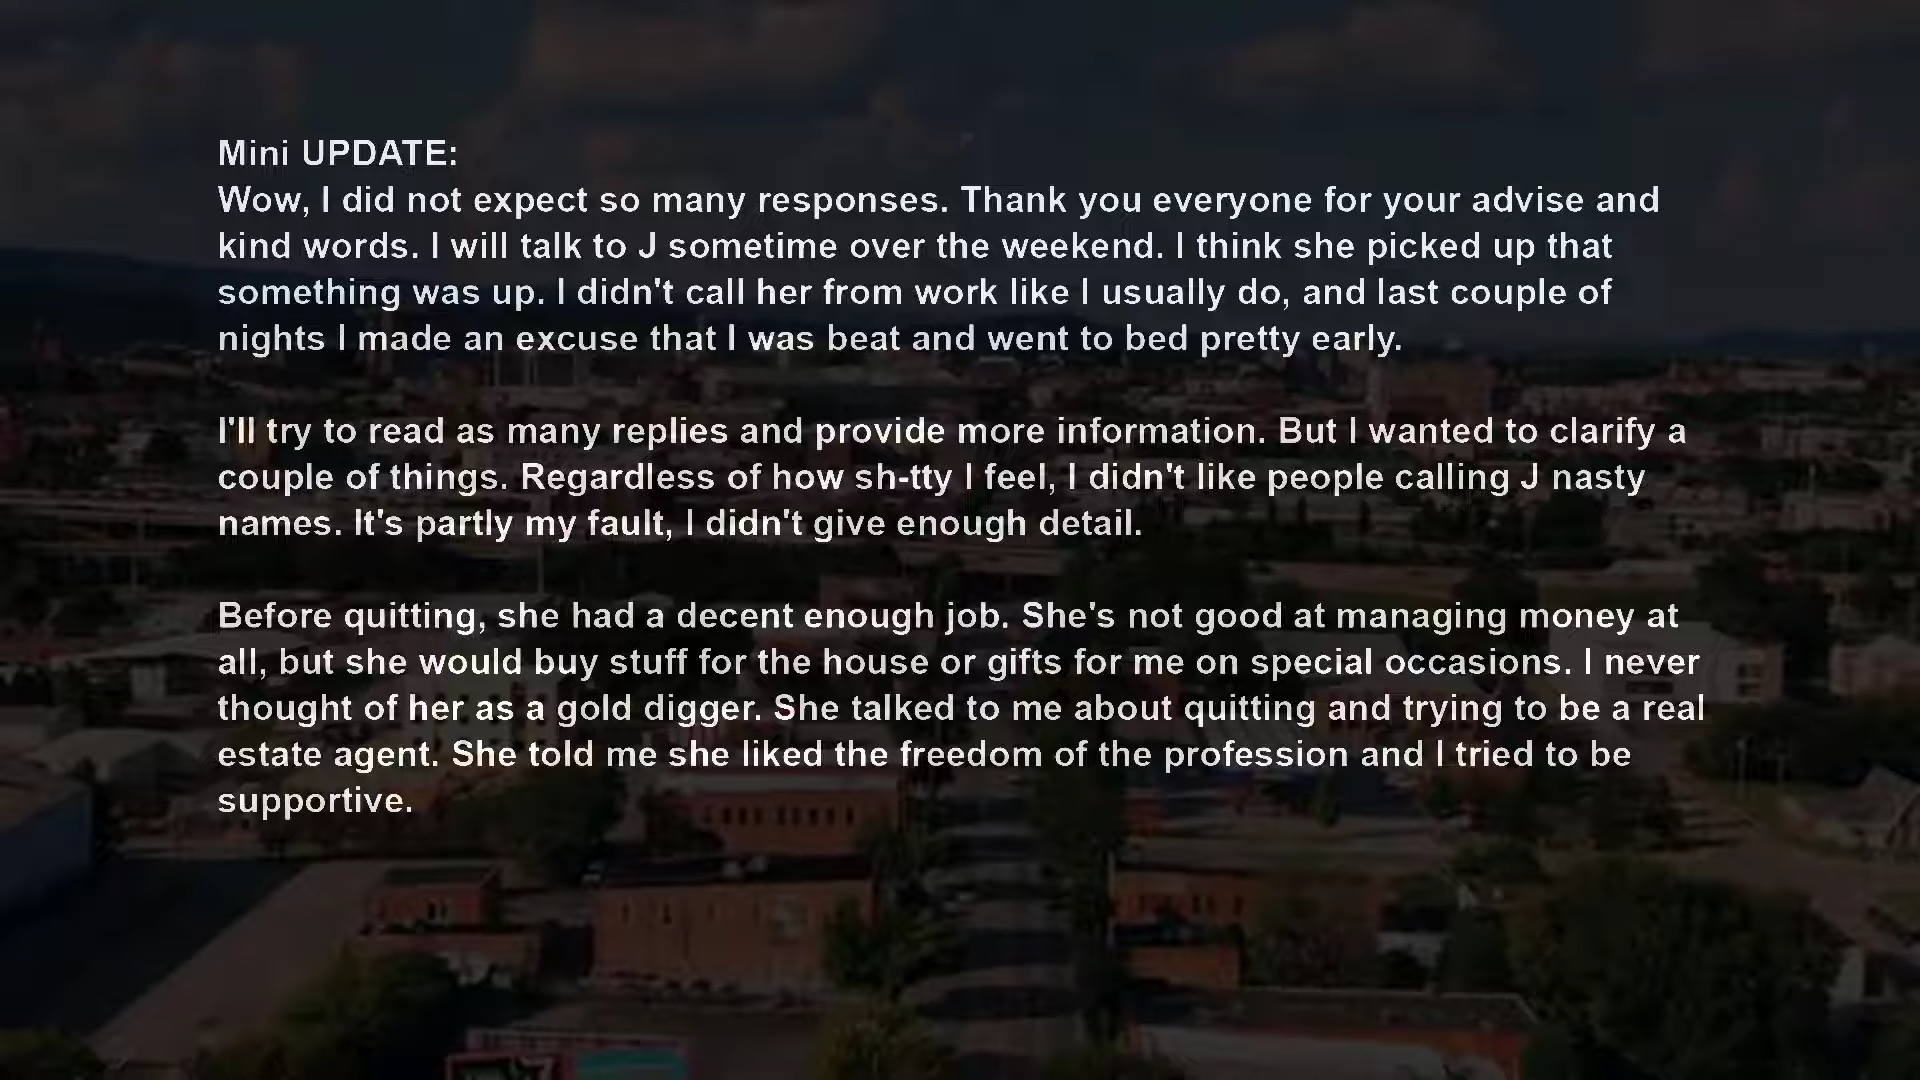 Mini UPDATE:
Wow, I did not expect so many responses. Thank you everyone for your advise and
kind words. I will talk to J sometime over the weekend. I think she picked up that
something was up. I didn't call her from work like I usually do, and last couple of
nights I made an excuse that I was beat and went to bed pretty early.
I'll try to read as many replies and provide more information. But I wanted to clarify a
couple of things. Regardless of how sh-tty I feel, I didn't like people calling J nasty
names. It's partly my fault, I didn't give enough detail.
Before quitting, she had a decent enough job. She's not good at managing money at
all, but she would buy stuff for the house or gifts for me on special occasions. I never
thought of her as a gold digger. She talked to me about quitting and trying to be a real
estate agent. She told me she liked the freedom of the profession and I tried to be
supportive.